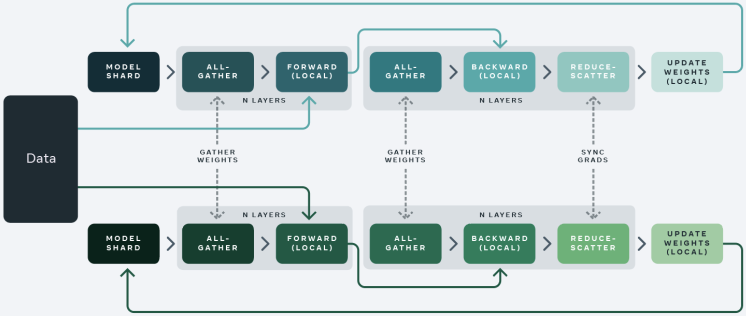 MODEL
SHARD
ALL-
GATHER
FORWARD
(LOCAL)
N LAYERS
ALL-
GATHER
BACKWARD
(LOCAL)
REDUCE-
SCATTER
N LAYERS
UPDATE
WEIGHTS
(LOCAL)
Data
GATHER
WEIGHTS
GATHER
WEIGHTS
SYNC
GRADS
N LAYERS
MODEL
SHARD
ALL-
GATHER
FORWARD
(LOCAL)
N LAYERS
ALL-
GATHER
BACKWARD
(LOCAL)
REDUCE-
SCATTER
UPDATE
WEIGHTS
(LOCAL)